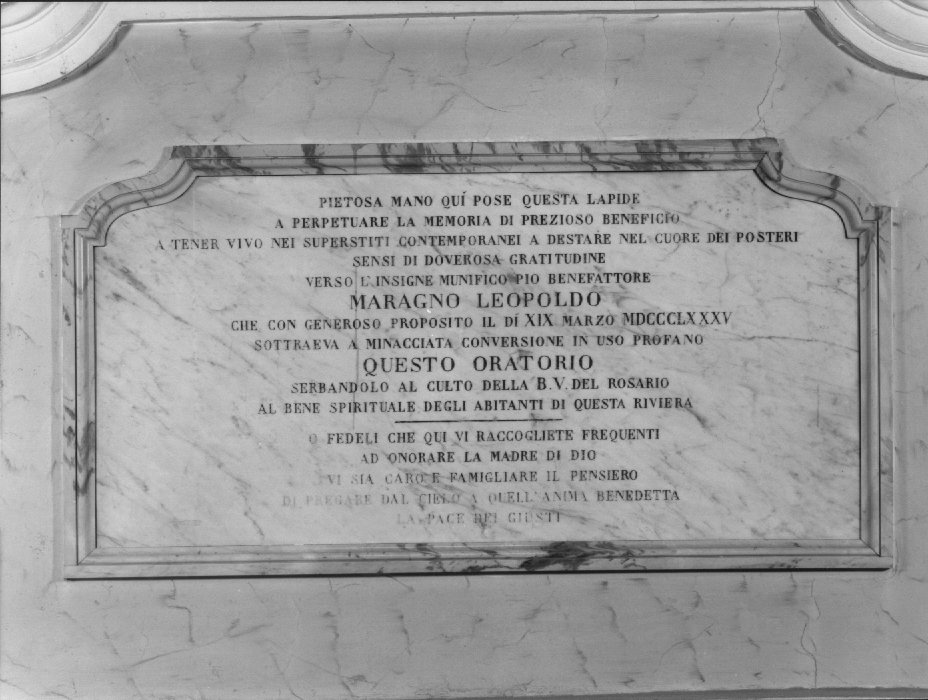 PIETOSA MANO QUÍ POSE QUESTA LAPIDE
A PERPETUARE LA MEMORIA DI PREZIOSO BENEFICIO
A TENER VIVO NEI SUPERSTITI CONTEMPORANEI A DESTARE NEL CUORE DEI POSTERI
SENSI DI DOVEROSA GRATITUDINE
VERSO L'INSIGNE MUNIFICO PIO BENEFATTORE
MARAGNO LEOPOLDO
CHE CON GENEROSO PROPOSITO IL DÍ XIX MARZO MDCCCLXXXV
SOTTRAEVA A MINACCIATA CONVERSIONE IN USO PROFANO
QUESTO ORATORIO
SERBANDOLO AL CULTO DELLA B.V. DEL ROSARIO
AL BENE SPIRITUALE DEGLI ABITANTI DI QUESTA RIVIERA
O FEDELI CHE QUI VI RACCOGLIETE FREQUENTI
AD ONORARE LA MADRE DI DIO
VI SIA CARO E FAMIGLIARE IL PENSIERO
DI PREGARE DAL CIELO A QUELL'ANIMA BENEDETTA
LA PACE DEI GIUSTI